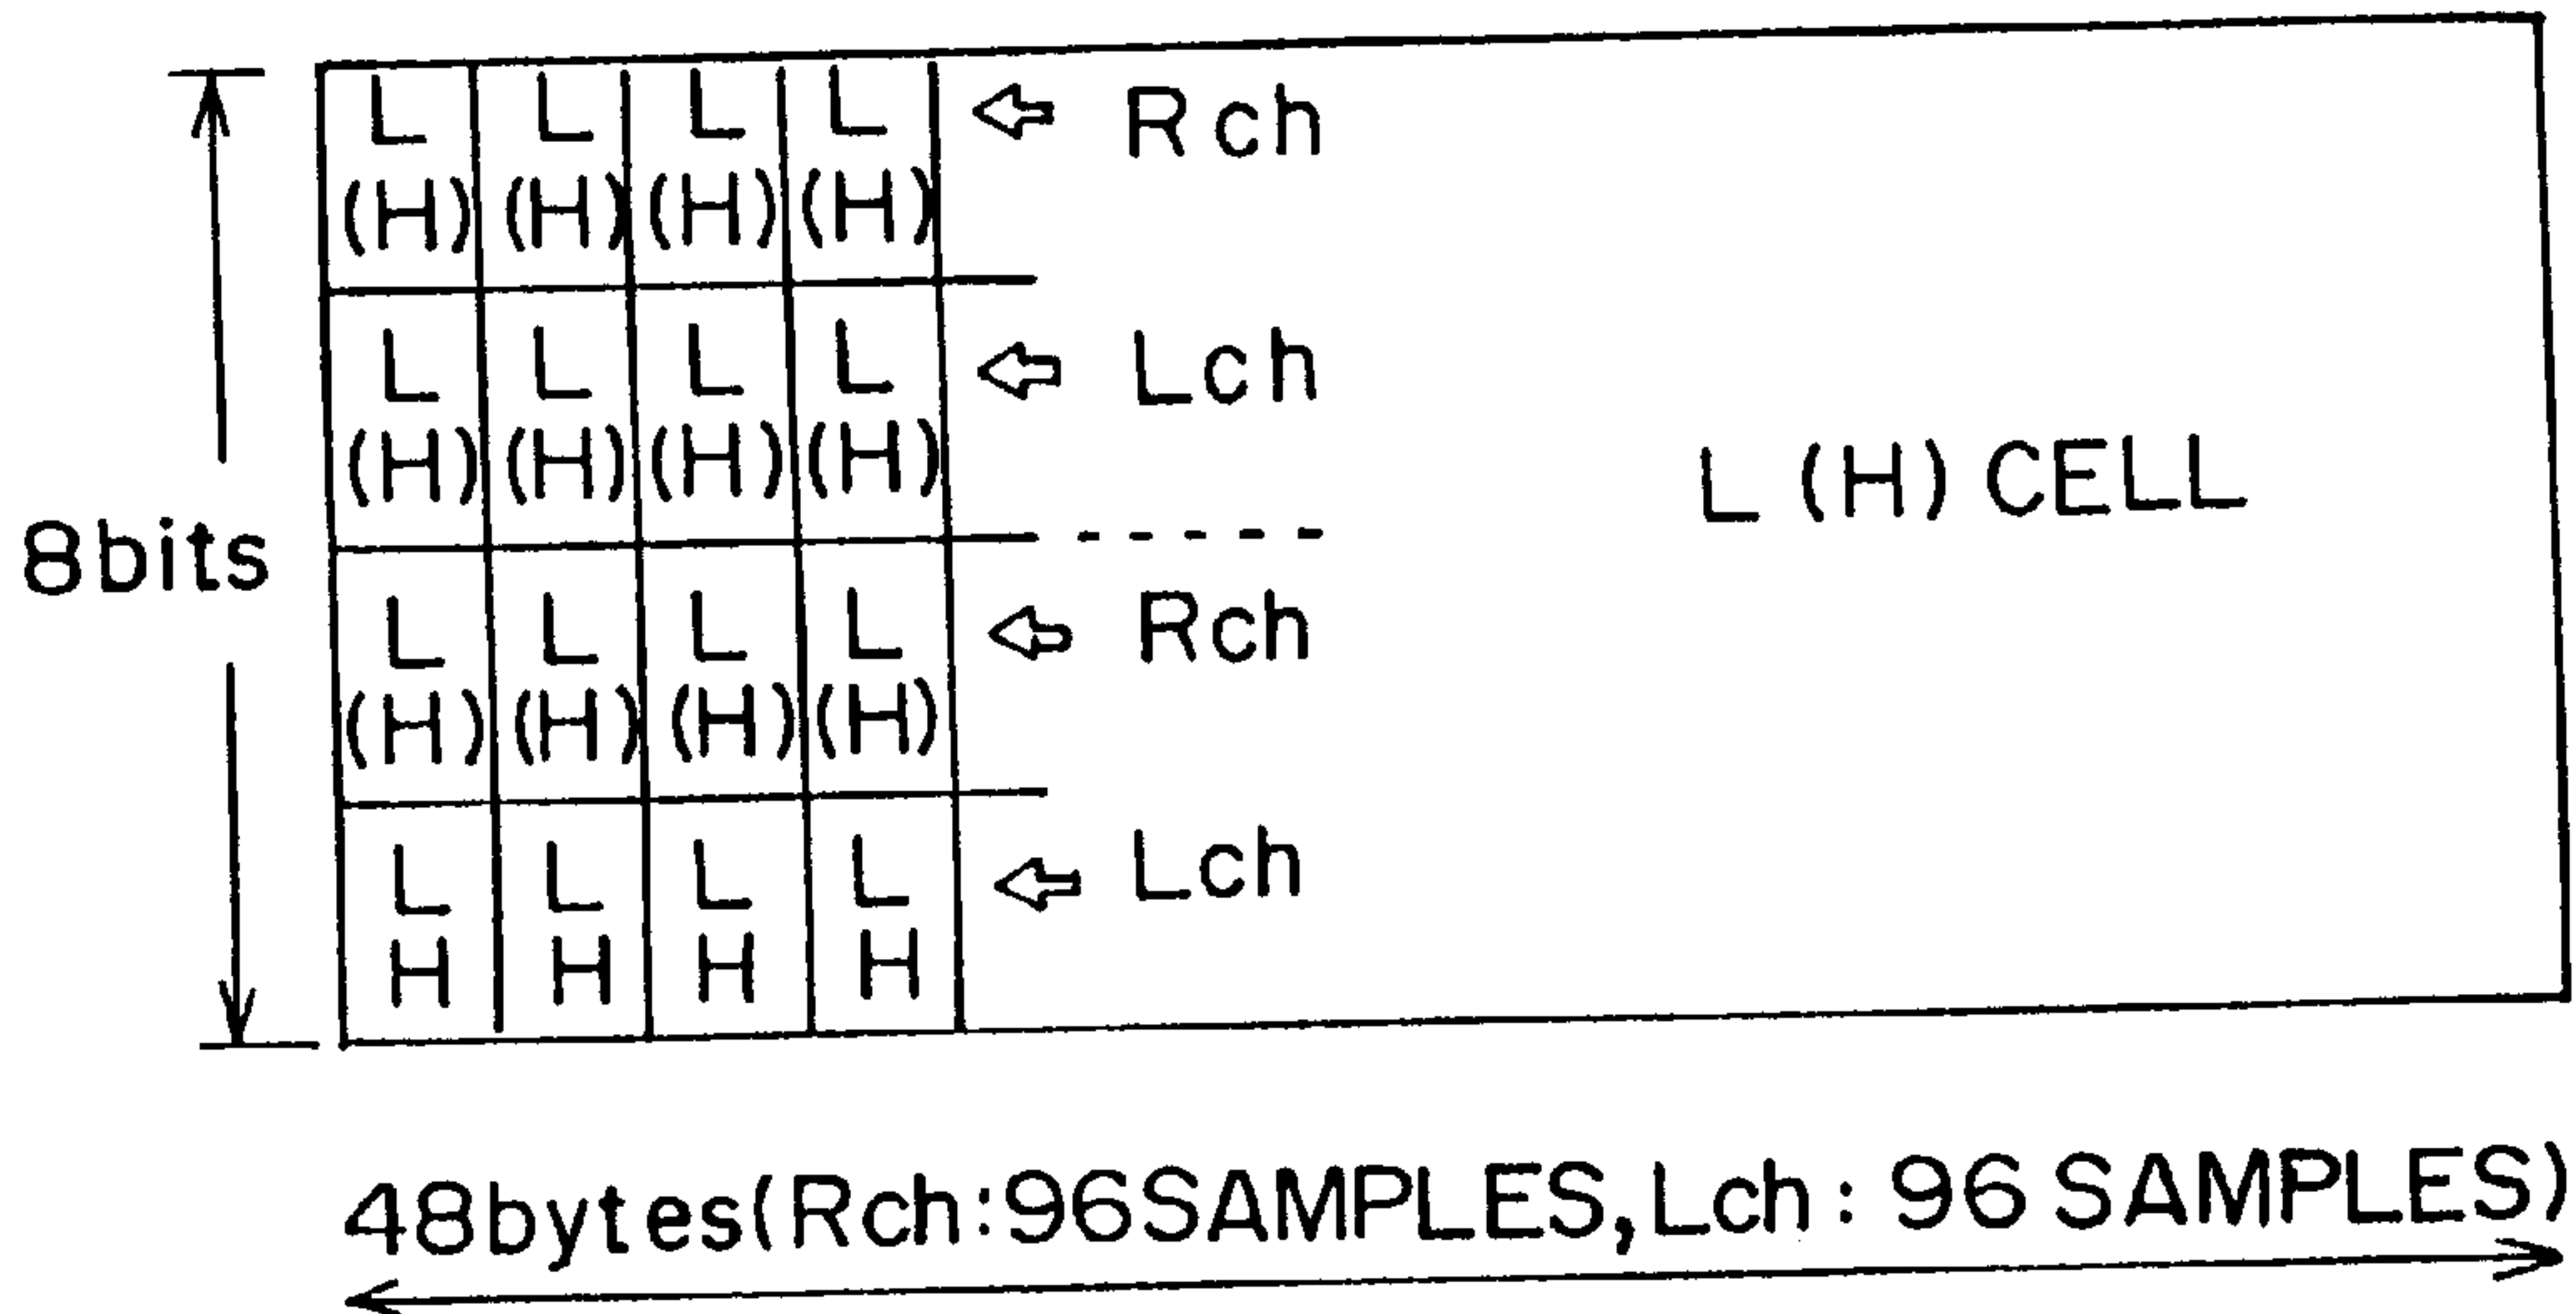 L L L L Rch
(H) (H) (H) (H)
L L L L Lch
(H) (H) (H) (H)
L (H) CELL
8bits
L L L L Rch
(H) (H) (H) (H)
L L L L Lch
H H H H
48bytes(Rch:96SAMPLES,Lch: 96 SAMPLES)